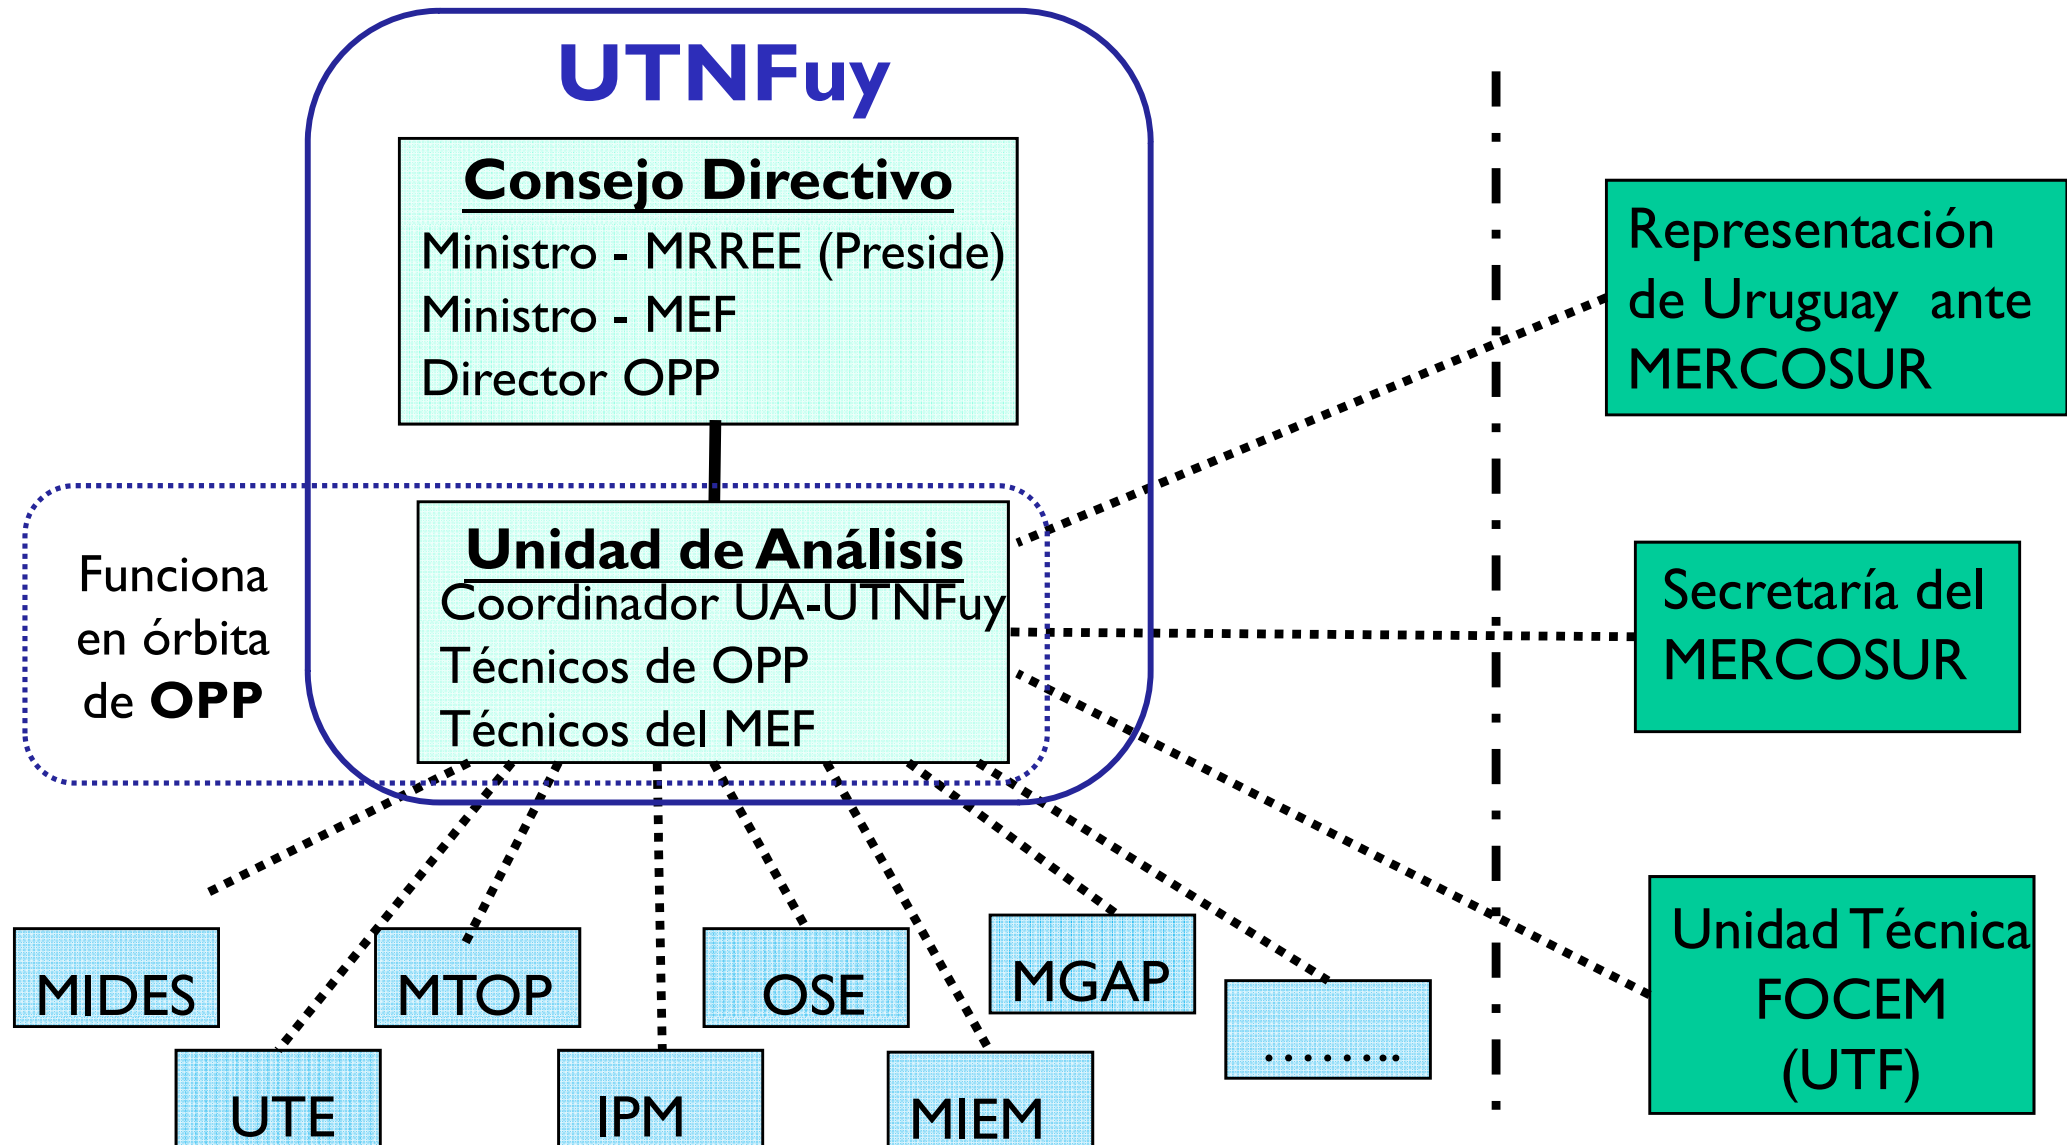 UTNFuy
Consejo Directivo
Ministro - MRREE (Preside)
Ministro - MEF
Director OPP
Funciona
en órbita
de OPP
Unidad de Análisis
Coordinador UA-UTNFuy
Técnicos de OPP
Técnicos del MEF
Representación
de Uruguay ante
MERCOSUR
Secretaría del
MERCOSUR
Unidad Técnica
FOCEM
(UTF)
MIDES
MTOP
OSE
MGAP
........
UTE
IPM
MIEM